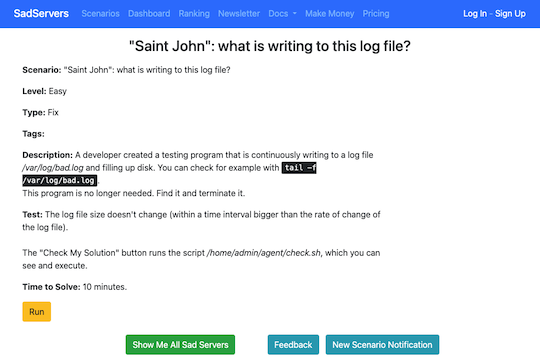 SadServers Scenarios Dashboard Ranking Newsletter Docs Make Money Pricing Log In - Sign Up
"Saint John": what is writing to this log file?
Scenario: "Saint John": what is writing to this log file?
Level: Easy
Type: Fix
Tags:
Description: A developer created a testing program that is continuously writing to a log file
/var/log/bad.log and filling up disk. You can check for example with tail -f
/var/log/bad.log.
This program is no longer needed. Find it and terminate it.
Test: The log file size doesn't change (within a time interval bigger than the rate of change of
the log file).
The "Check My Solution" button runs the script /home/admin/agent/check.sh, which you can
see and execute.
Time to Solve: 10 minutes.
Run
Show Me All Sad Servers Feedback New Scenario Notification